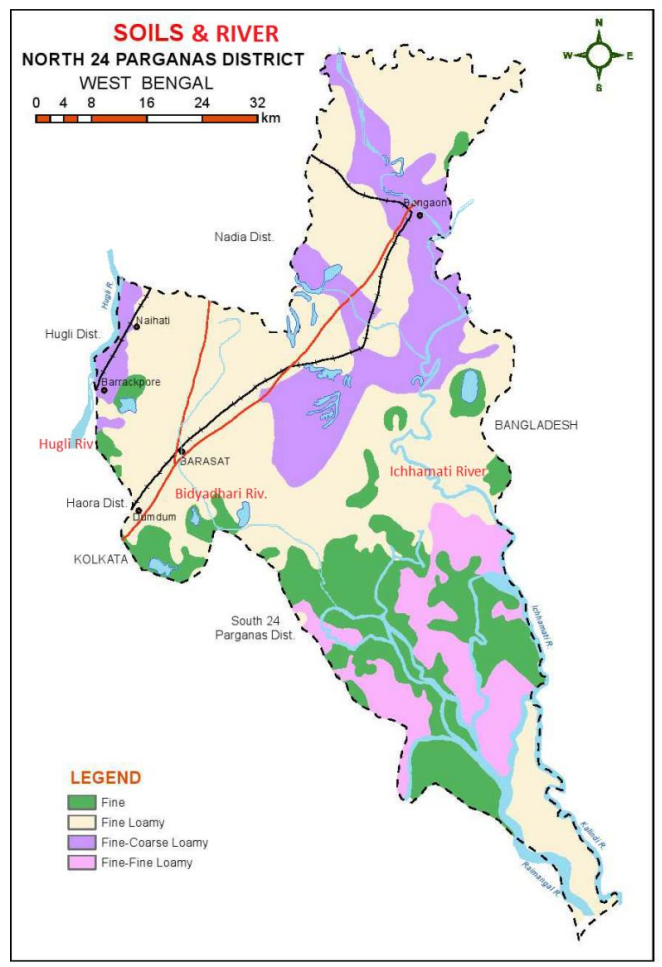 SOILS & RIVER
NORTH 24 PARGANAS DISTRICT
WEST BENGAL
0 4 8 16 24 32
km
N
W E
S
Bongaon
Nadia Dist.
Hugli R.
Naihati
Hugli Dist.
Barrackpore
BANGLADESH
Hugli Riv
BARASAT
Ichhamati River
Bidyadhari Riv.
Haora Dist.
Dumdum
KOLKATA
South 24
Parganas Dist.
Ichhamati R.
LEGEND
Fine
Fine Loamy
Fine-Coarse Loamy
Fine-Fine Loamy
Kalindi R.
Raimangal R.